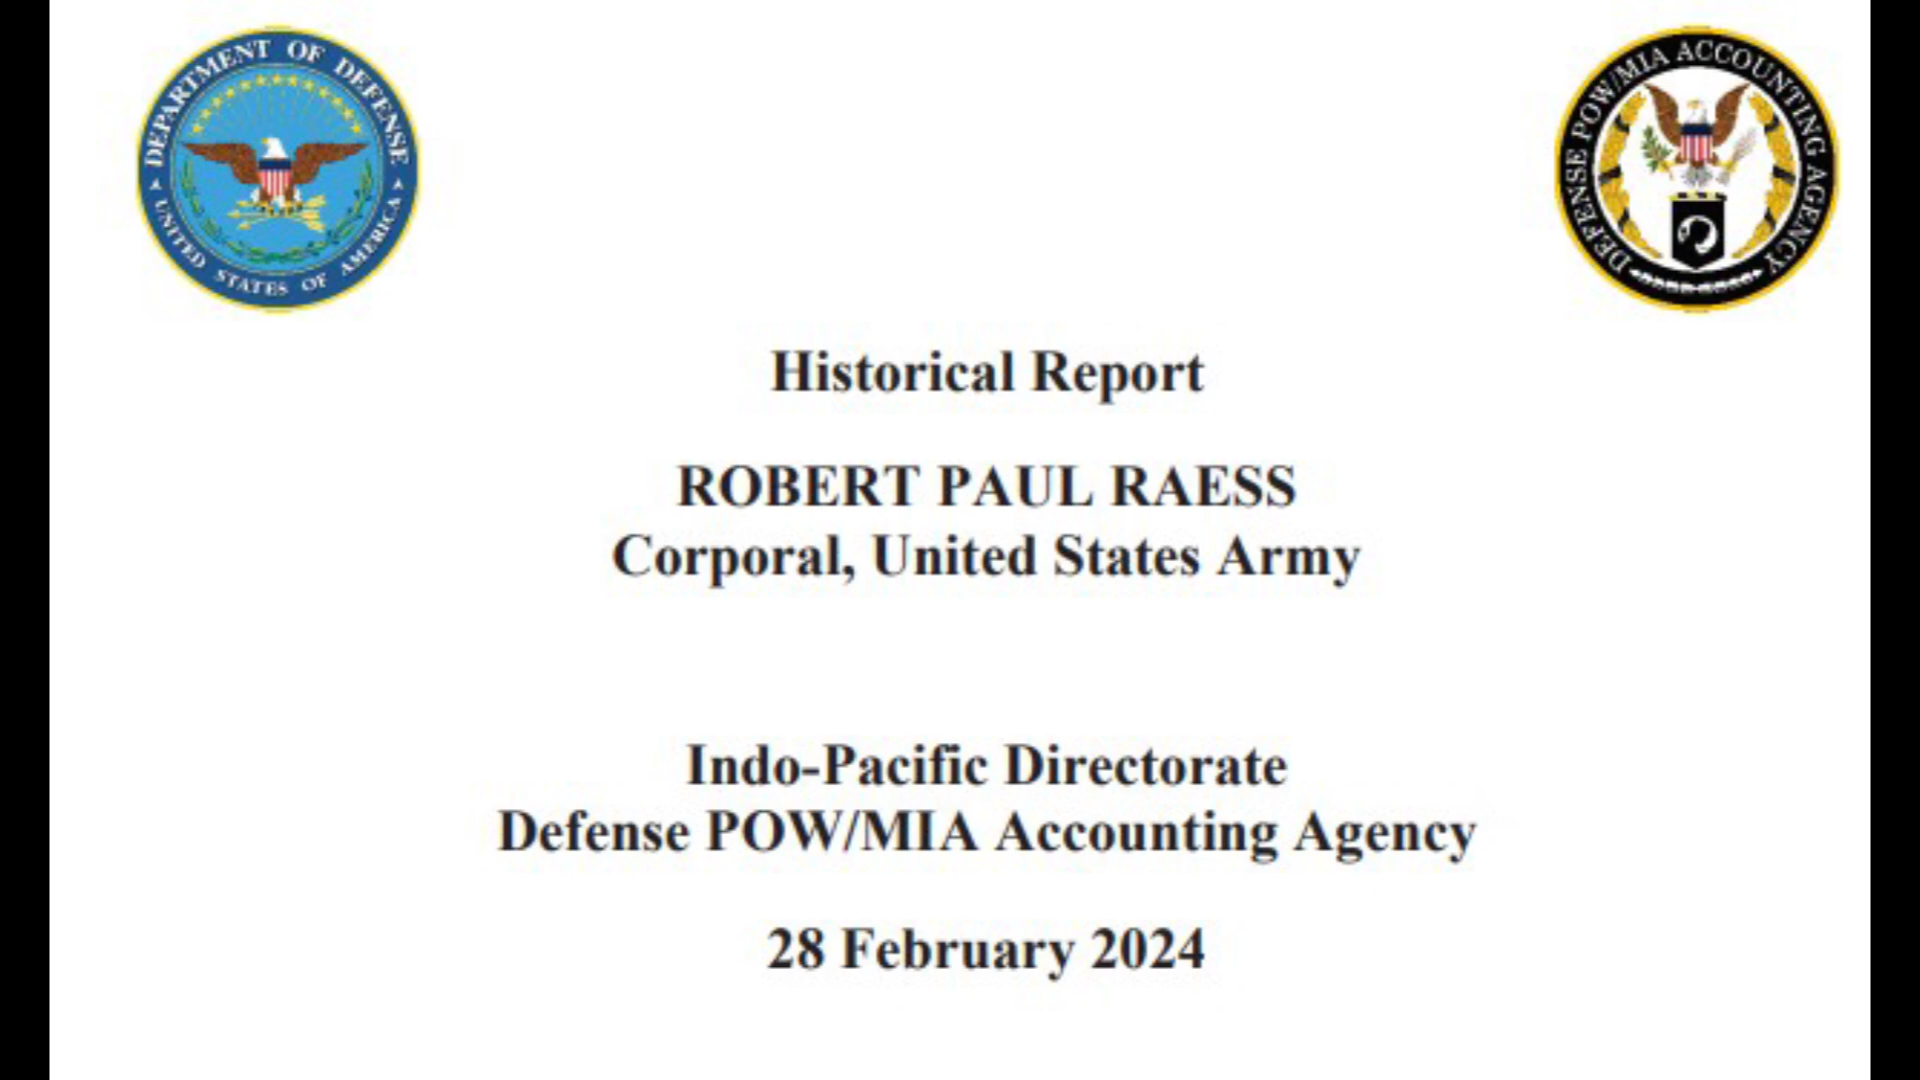 DEPARTMENT OF DEFENSE
UNITED STATES OF AMERICA
DEFENSE POW/MIA ACCOUNTING AGENCY
Historical Report
ROBERT PAUL RAESS
Corporal, United States Army
Indo-Pacific Directorate
Defense POW/MIA Accounting Agency
28 February 2024